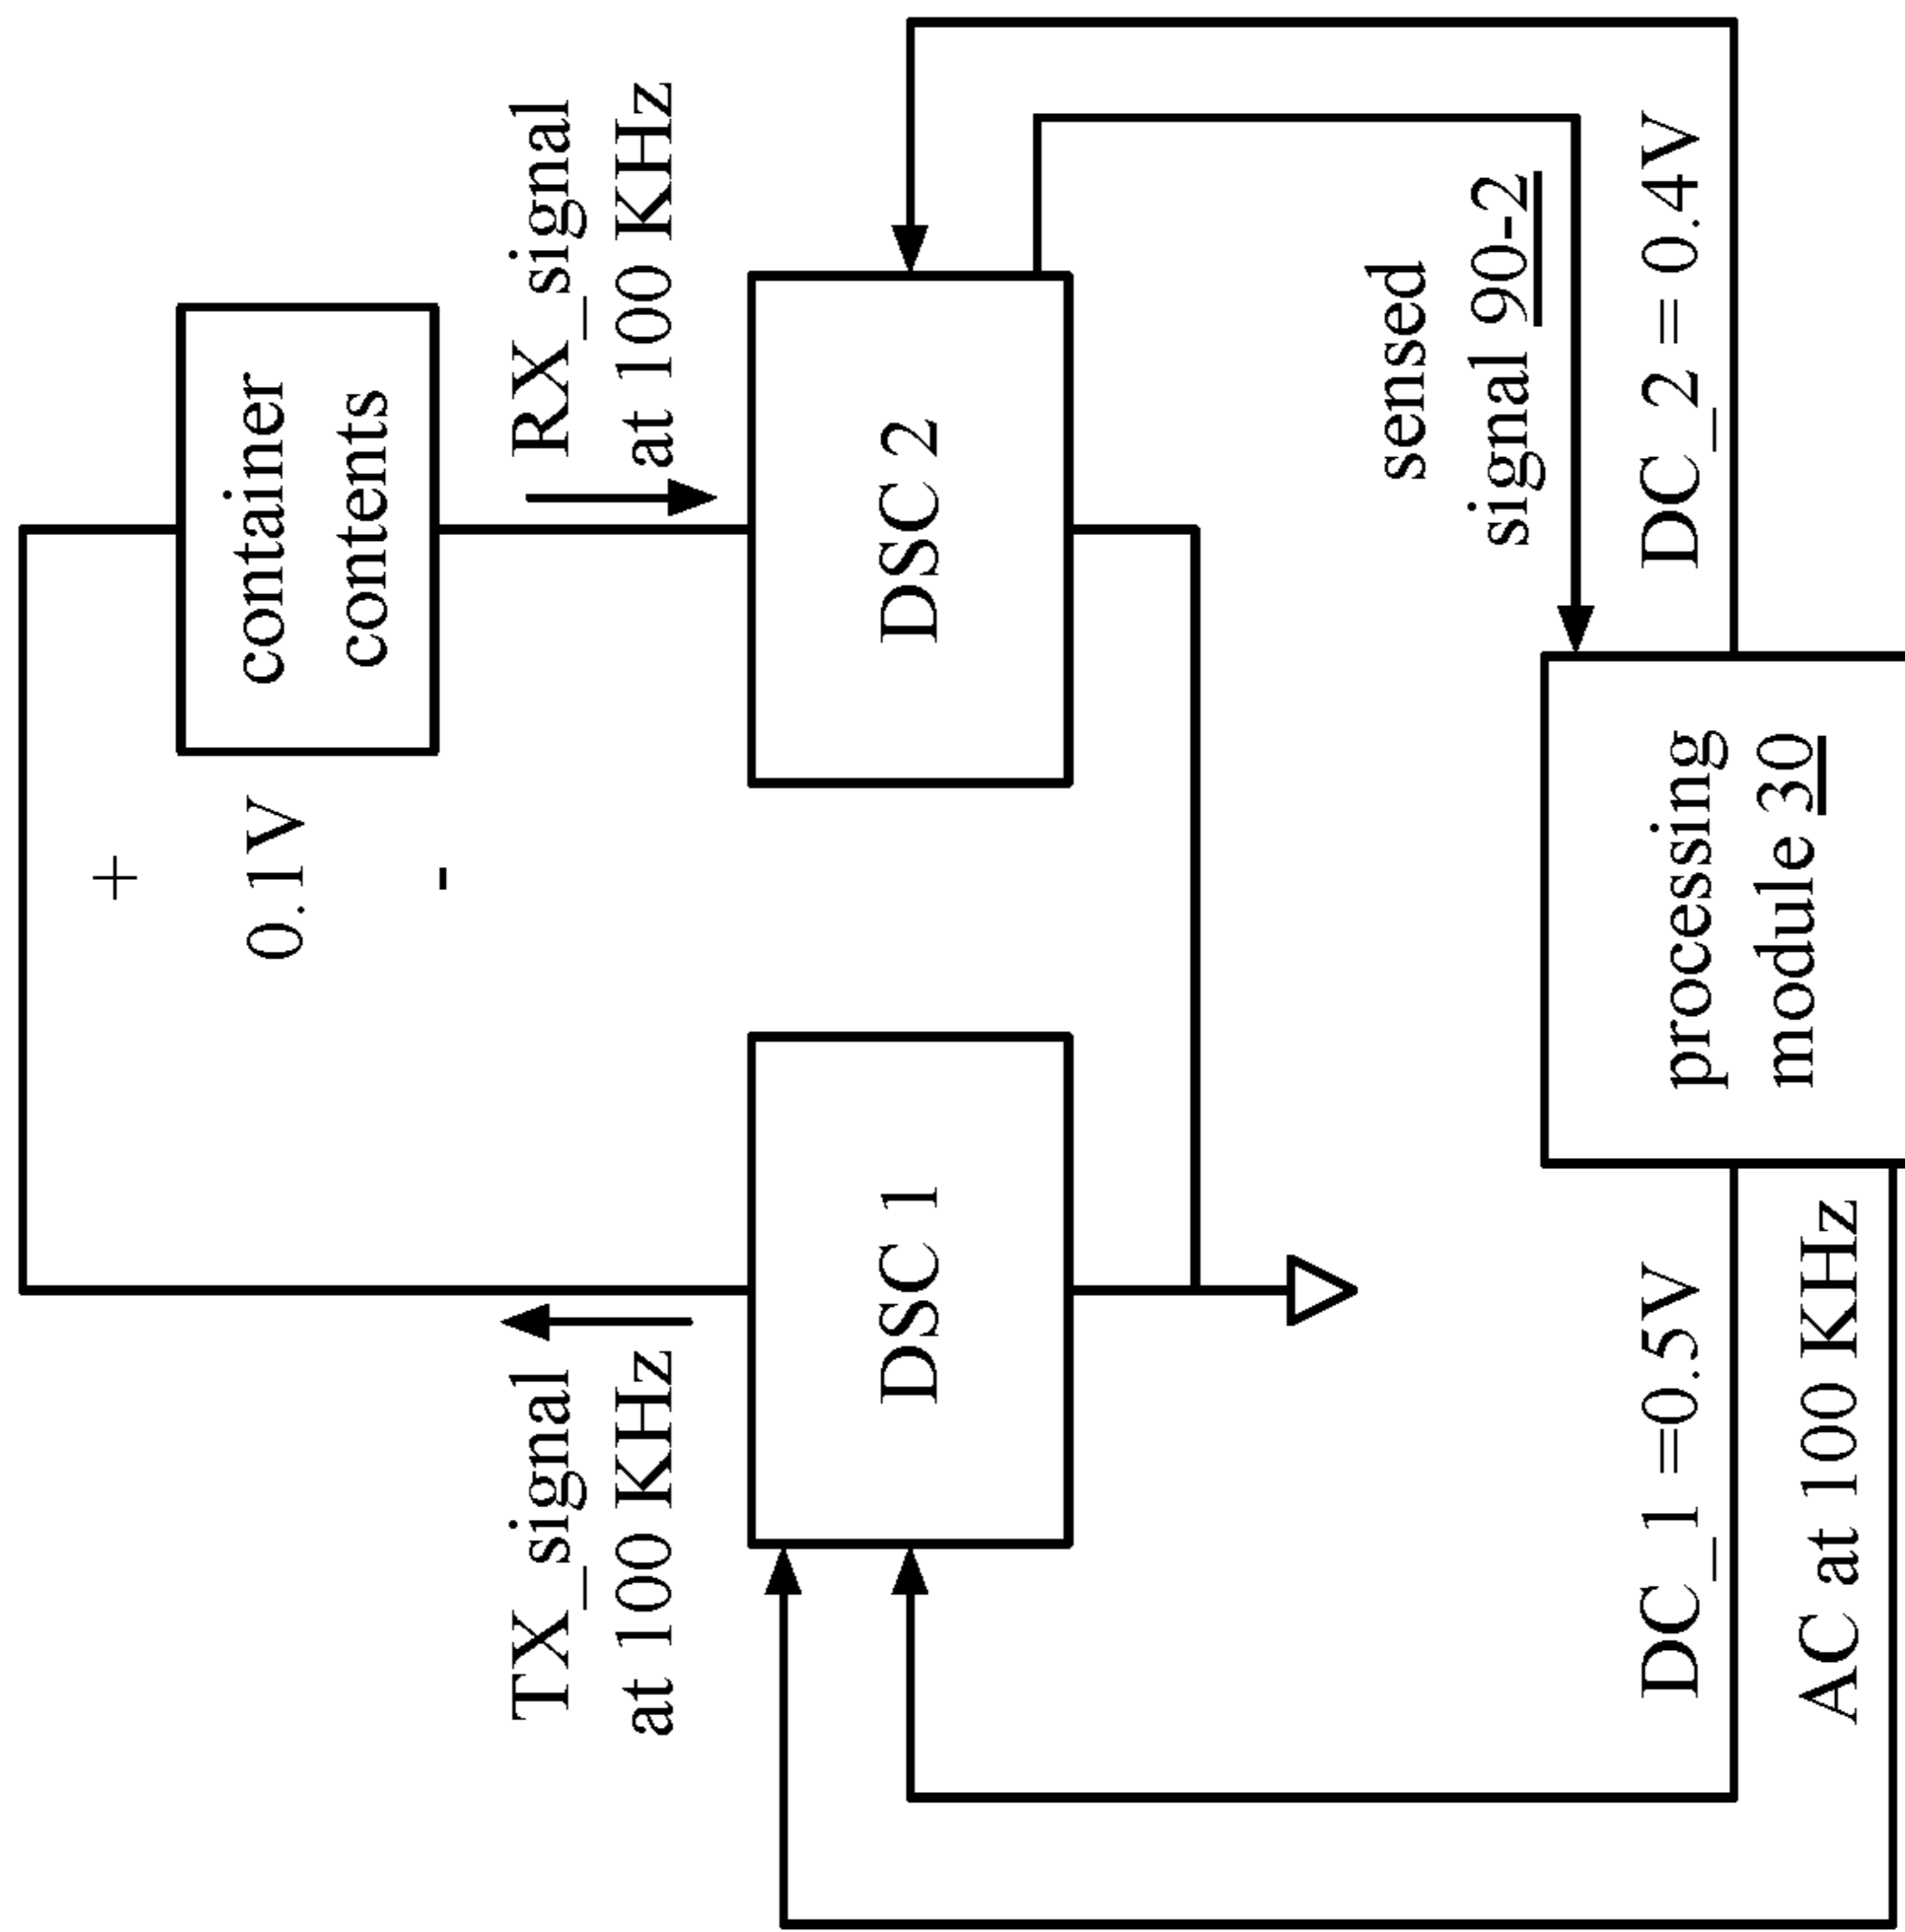 TX_signal
at 100 KHz
+
0.1V
-
container
contents
RX_signal
at 100 KHz
DSC 1
DSC 2
sensed
signal 90-2
DC_1 =0.5V
AC at 100 KHz
processing
module 30
DC_2 = 0.4V